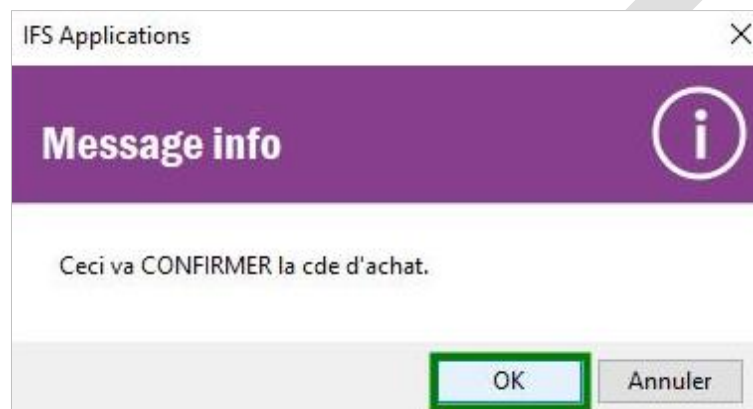 IFS Applications
Message info
Ceci va CONFIRMER la cde d'achat.
OK
Annuler